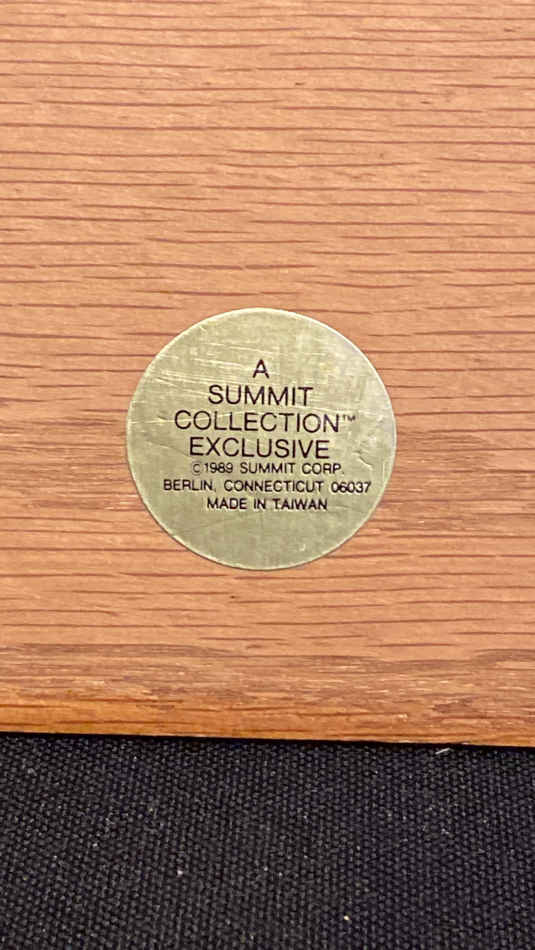 A
SUMMIT
COLLECTION™
EXCLUSIVE
©1989 SUMMIT CORP.
BERLIN, CONNECTICUT 06037
MADE IN TAIWAN